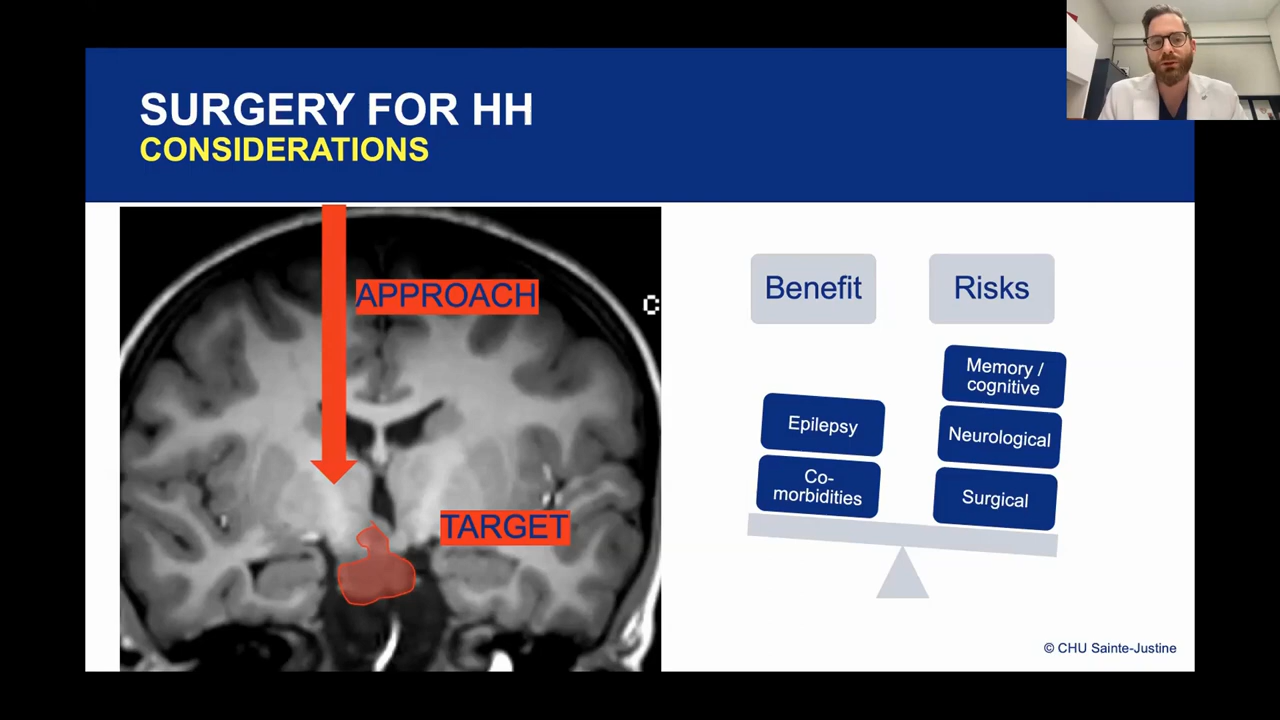 SURGERY FOR HH
CONSIDERATIONS
APPROACH
C
TARGET
Benefit
Risks
Epilepsy
Co-
morbidities
Memory /
cognitive
Neurological
Surgical
© CHU Sainte-Justine